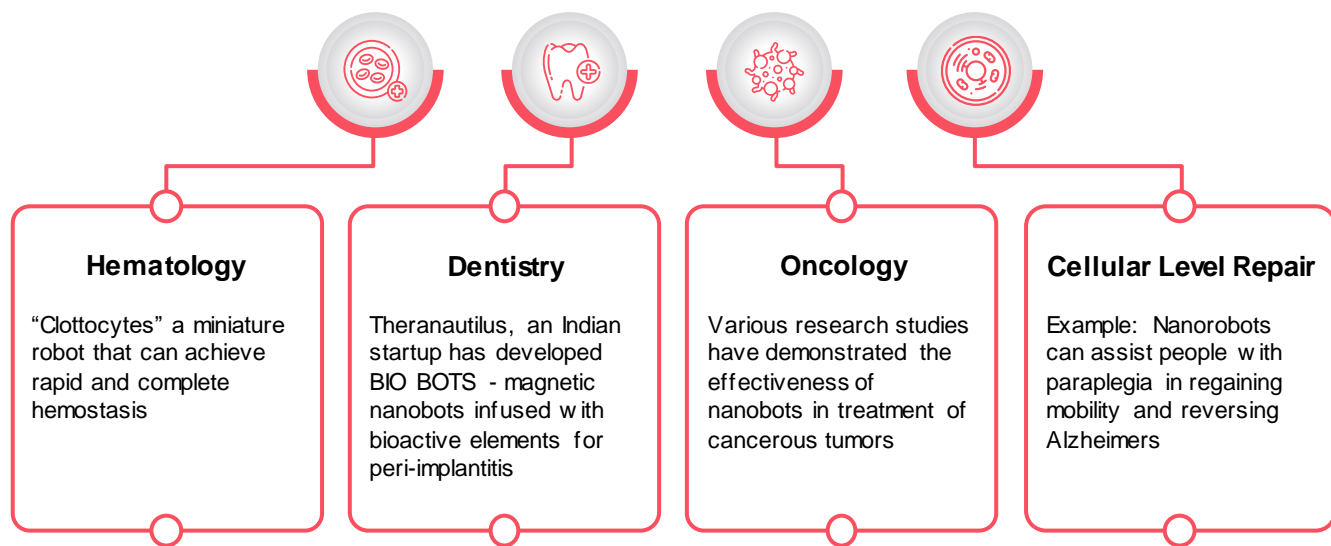 Hematology
“Clottocytes” a miniature
robot that can achieve
rapid and complete
hemostasis
Dentistry
Theranautilus, an Indian
startup has developed
BIO BOTS - magnetic
nanobots infused with
bioactive elements for
peri-implantitis
Oncology
Various research studies
have demonstrated the
effectiveness of
nanobots in treatment of
cancerous tumors
Cellular Level Repair
Example: Nanorobots
can assist people with
paraplegia in regaining
mobility and reversing
Alzheimers